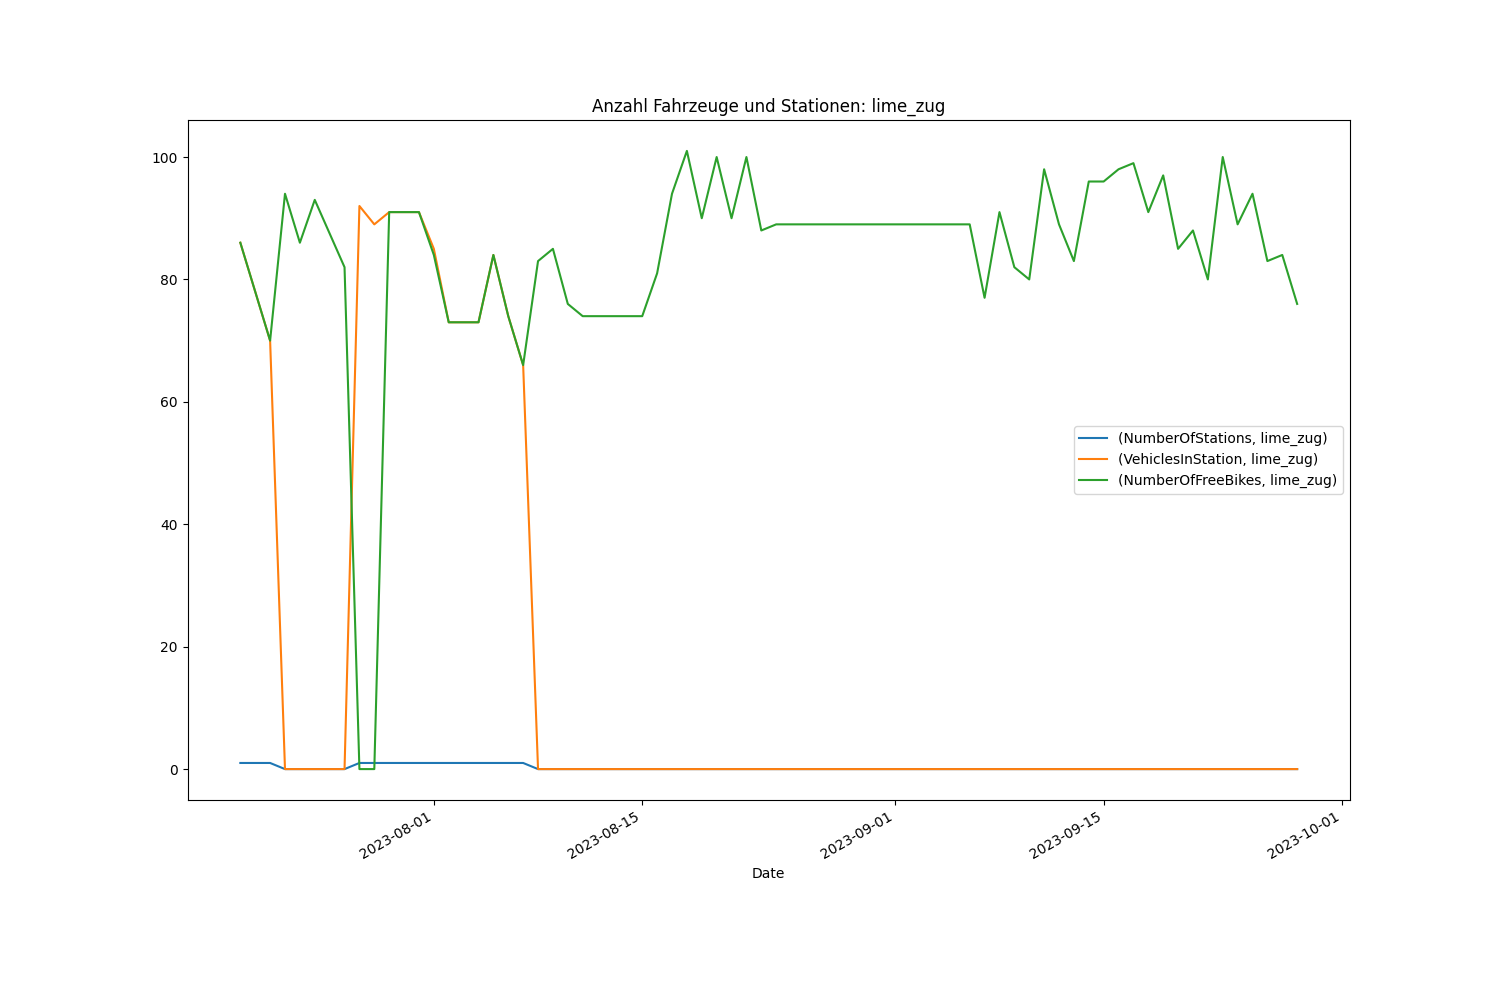 Anzahl Fahrzeuge und Stationen: lime_zug
100
80
60
40
20
0
(NumberOfStations, lime_zug)
(VehiclesInStation, lime_zug)
(NumberOfFreeBikes, lime_zug)
2023-08-01
2023-08-15
2023-09-01
2023-09-15
2023-10-01
Date